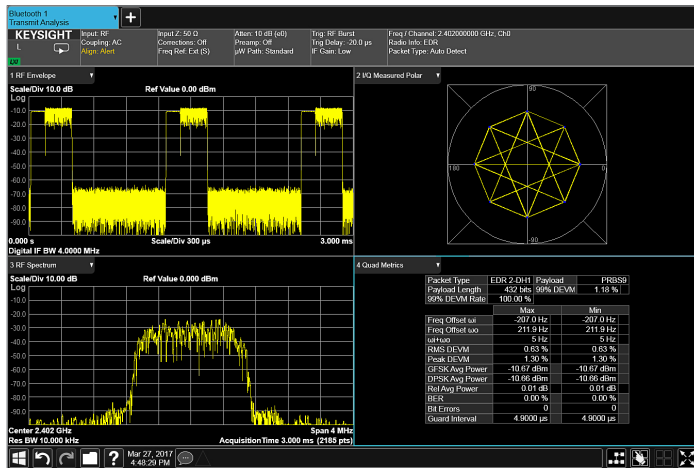 Bluetooth 1
Transmit Analysis
KEYSIGHT
L
LXI
Input: RF
Coupling: AC
Align: Alert
Input Z: 50 Ω
Corrections: Off
Freq Ref: Ext (S)
Atten: 10 dB (e0)
Preamp: Off
µW Path: Standard
Trig: RF Burst
Trig Delay: -20.0 µs
IF Gain: Low
Freq / Channel: 2.402000000 GHz, Ch0
Radio Info: EDR
Packet Type: Auto Detect
1 RF Envelope
Scale/Div 10.0 dB
Ref Value 0.00 dBm
Log
-10.0
-20.0
-30.0
-40.0
-50.0
-60.0
-70.0
-80.0
-90.0
0.000 s
Scale/Div 300 µs
3.000 ms
Digital IF BW 4.0000 MHz
2 I/Q Measured Polar
90
180
0
-90
3 RF Spectrum
Scale/Div 10.00 dB
Ref Value 0.000 dBm
Log
-10.0
-20.0
-30.0
-40.0
-50.0
-60.0
-70.0
-80.0
-90.0
Center 2.402 GHz
Span 4 MHz
Res BW 10.000 kHz
Acquisition Time 3.000 ms (2185 pts)
4 Quad Metrics
Packet Type EDR 2-DH1 Payload PRBS9
Payload Length 432 bits 99% DEVM 1.18 %
99% DEVM Rate 100.00 %
Max Min
Freq Offset ωi -207.0 Hz -207.0 Hz
Freq Offset ωo 211.9 Hz 211.9 Hz
ωi+ωo 5 Hz 5 Hz
RMS DEVM 0.63 % 0.63 %
Peak DEVM 1.30 % 1.30 %
GFSK Avg Power -10.67 dBm -10.67 dBm
DPSK Avg Power -10.66 dBm -10.66 dBm
Rel Avg Power 0.01 dB 0.01 dB
BER 0.00 % 0.00 %
Bit Errors 0 0
Guard Interval 4.9000 µs 4.9000 µs
Mar 27, 2017
4:48:29 PM